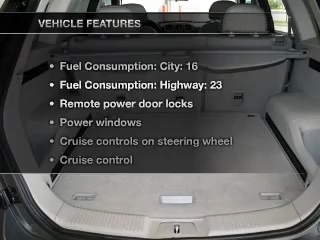 VEHICLE FEATURES
• Fuel Consumption: City: 16
• Fuel Consumption: Highway: 23
• Remote power door locks
• Power windows
• Cruise controls on steering wheel
• Cruise control